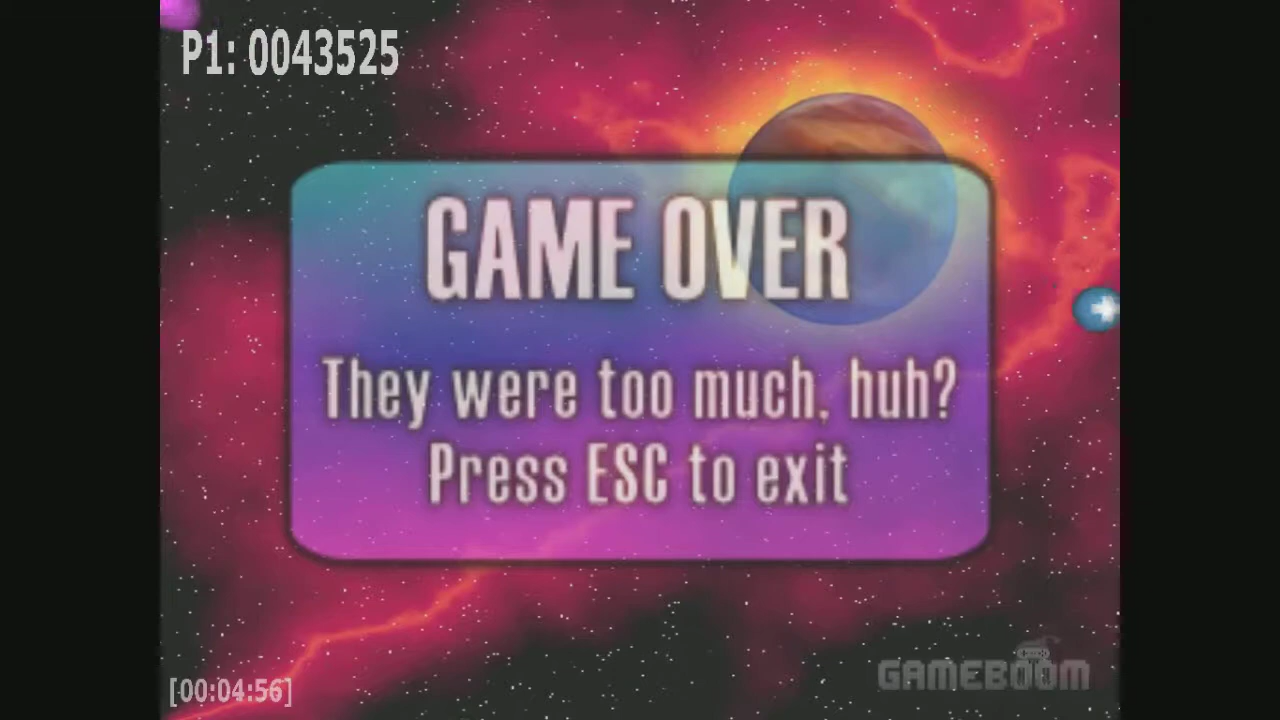 P1: 0043525
GAME OVER
They were too much, huh?
Press ESC to exit
[00:04:56]
GAMEBOOM